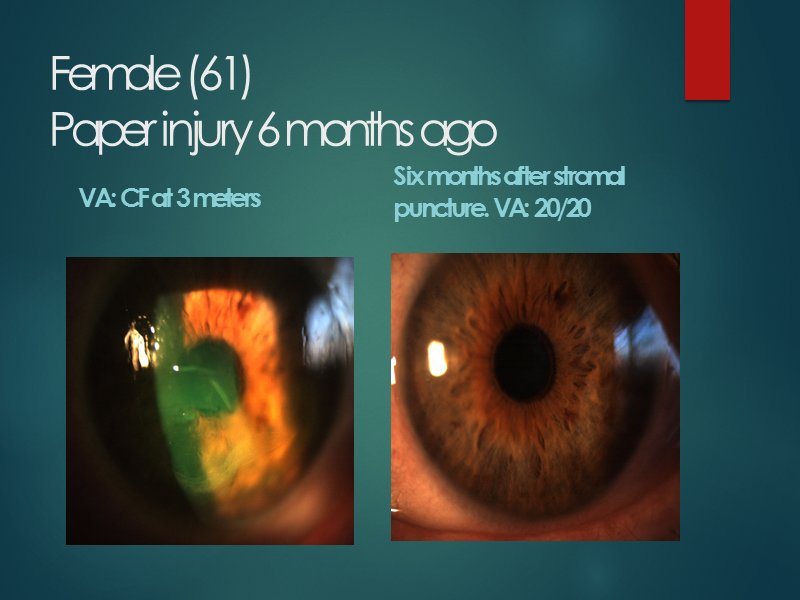 Female (61)
Paper injury 6 months ago
VA: CF at 3 meters
Six months after stromal
puncture. VA: 20/20